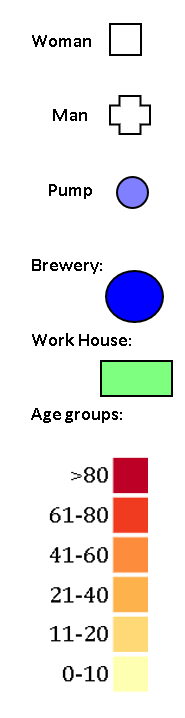 Woman
Man
Pump
Brewery:
Work House:
Age groups:
>80
61-80
41-60
21-40
11-20
0-10